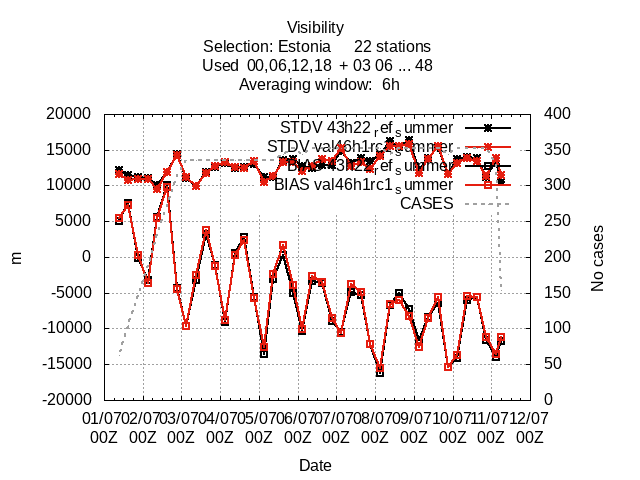 Visibility
Selection: Estonia 22 stations
Used 00,06,12,18 + 03 06 ... 48
Averaging window: 6h
20000
15000
10000
5000
0
-5000
-10000
-15000
-20000
m
400
350
300
250
200
150
100
50
0
No cases
STDV 43h22_ref_summer
STDV val46h1rc1_summer
BIAS 43h22_ref_summer
BIAS val46h1rc1_summer
CASES
01/07 02/07 03/07 04/07 05/07 06/07 07/07 08/07 09/07 10/07 11/07 12/07
00Z 00Z 00Z 00Z 00Z 00Z 00Z 00Z 00Z 00Z 00Z 00Z
Date